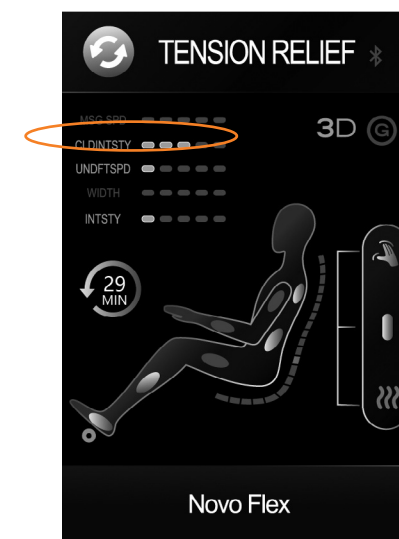 TENSION RELIEF
MSG SPD
3D G
CLDINTSTY
UNDFTSPD
WIDTH
INTSTY
29
MIN
Novo Flex